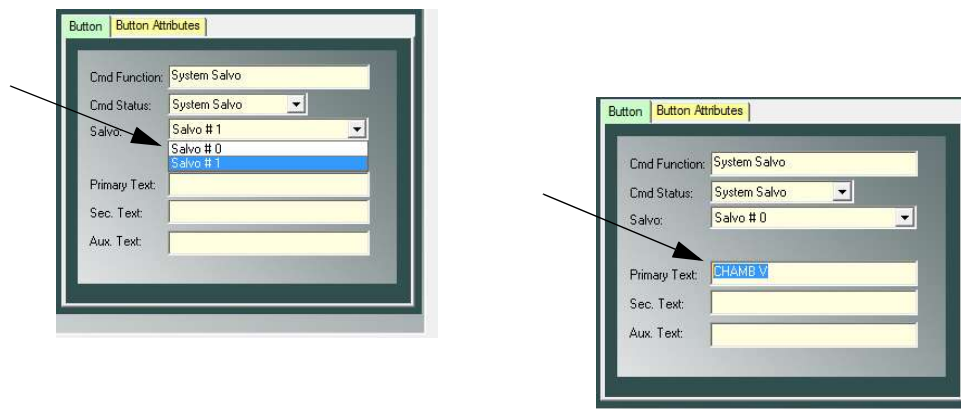 Button Button Attributes
Cmd Function: System Salvo
Cmd Status: System Salvo
Salvo: Salvo # 1
Salvo # 0
Salvo # 1
Primary Text:
Sec. Text:
Aux. Text:
Button Button Attributes
Cmd Function: System Salvo
Cmd Status: System Salvo
Salvo: Salvo # 0
Primary Text: CHAMB V
Sec. Text:
Aux. Text: